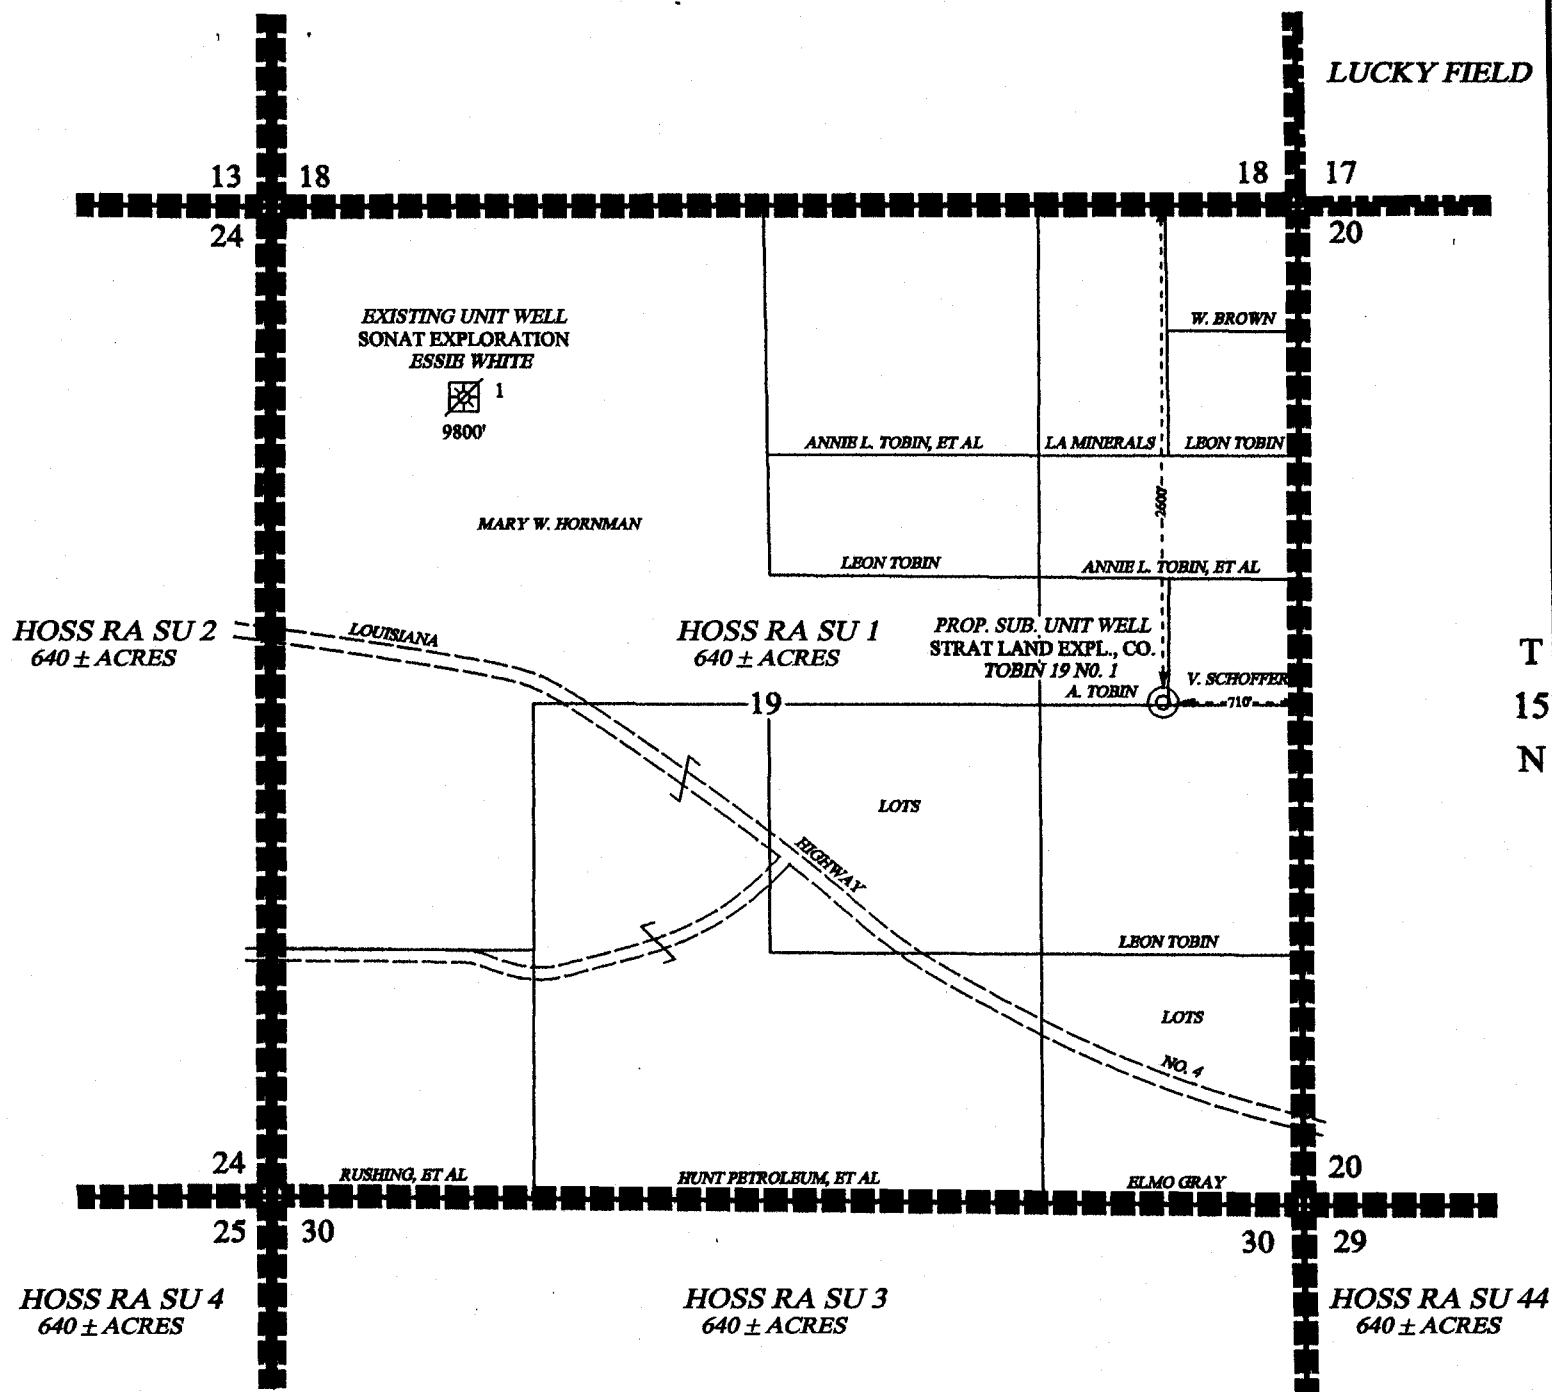 LUCKY FIELD
13
18
18
17
24
20
EXISTING UNIT WELL
SONAT EXPLORATION
ESSIE WHITE
1
9800'
W. BROWN
ANNIE L. TOBIN, ET AL
LA MINERALS
LEON TOBIN
2600'
MARY W. HORNMAN
LEON TOBIN
ANNIE L. TOBIN, ET AL
HOSS RA SU 2
640 ± ACRES
LOUISIANA
HOSS RA SU 1
640 ± ACRES
PROP. SUB. UNIT WELL
STRAT LAND EXPL., CO.
TOBIN 19 NO. 1
A. TOBIN
V. SCHOFFER
710'
19
T
15
N
LOTS
HIGHWAY
LEON TOBIN
LOTS
NO. 4
24
RUSHING, ET AL
HUNT PETROLEUM, ET AL
ELMO GRAY
20
25
30
30
29
HOSS RA SU 4
640 ± ACRES
HOSS RA SU 3
640 ± ACRES
HOSS RA SU 44
640 ± ACRES